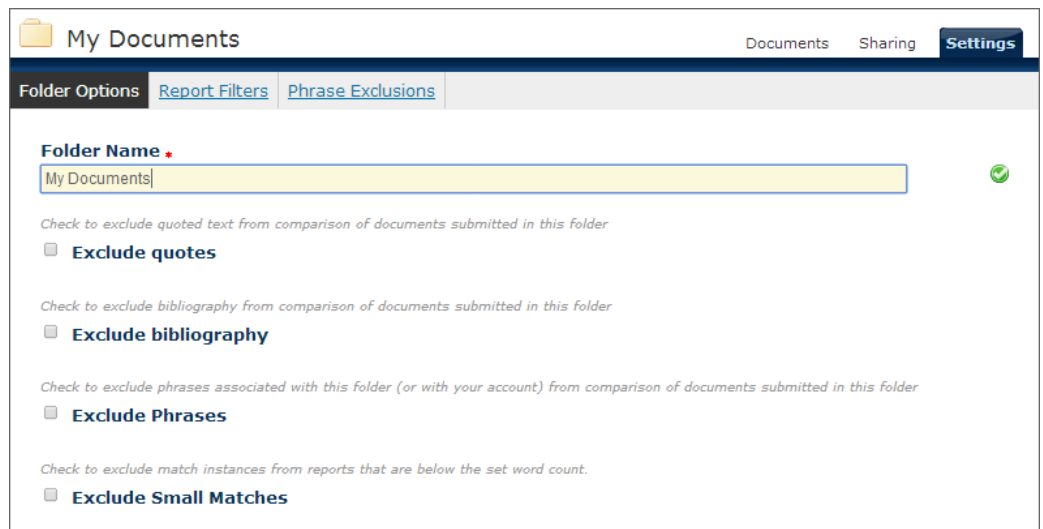 My Documents
Documents Sharing Settings
Folder Options Report Filters Phrase Exclusions
Folder Name *
My Documents
Check to exclude quoted text from comparison of documents submitted in this folder
Exclude quotes
Check to exclude bibliography from comparison of documents submitted in this folder
Exclude bibliography
Check to exclude phrases associated with this folder (or with your account) from comparison of documents submitted in this folder
Exclude Phrases
Check to exclude match instances from reports that are below the set word count.
Exclude Small Matches